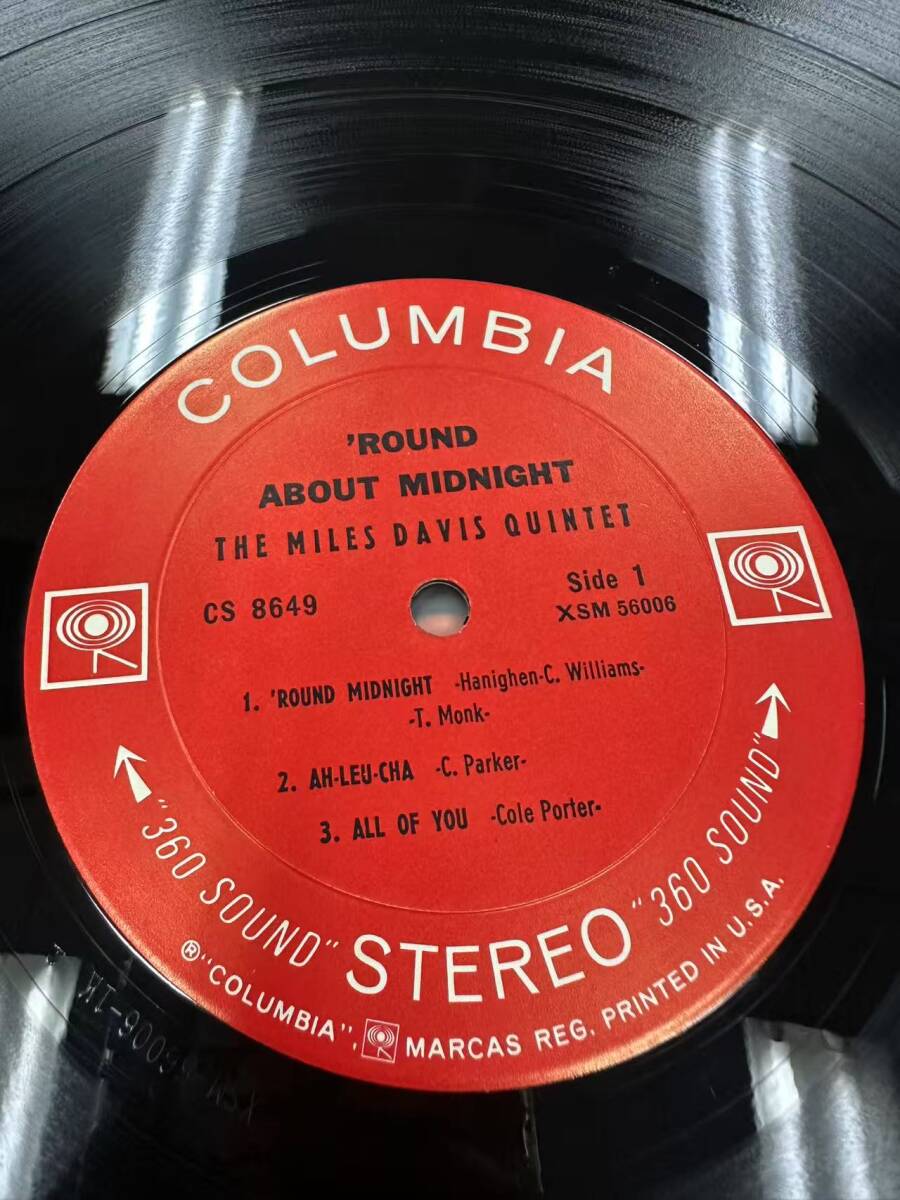 COLUMBIA
'ROUND
ABOUT MIDNIGHT
THE MILES DAVIS QUINTET
CS 8649
Side 1
XSM 56006
1. 'ROUND MIDNIGHT -Hanighen-C. Williams-
-T. Monk-
2. AH-LEU-CHA -C. Parker-
3. ALL OF YOU -Cole Porter-
"360 SOUND" STEREO "360 SOUND"
® "COLUMBIA", MARCAS REG. PRINTED IN U.S.A.